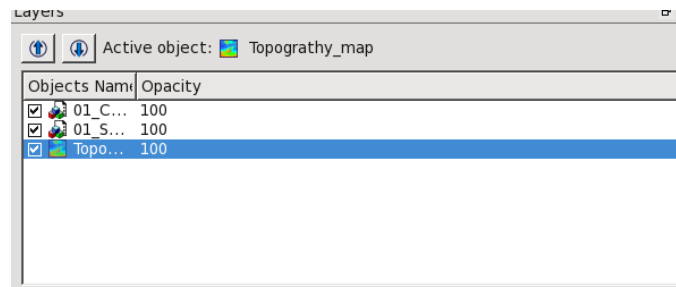 Layers
Active object: Topograthy_map
Objects Name Opacity
01_C... 100
01_S... 100
Topo... 100